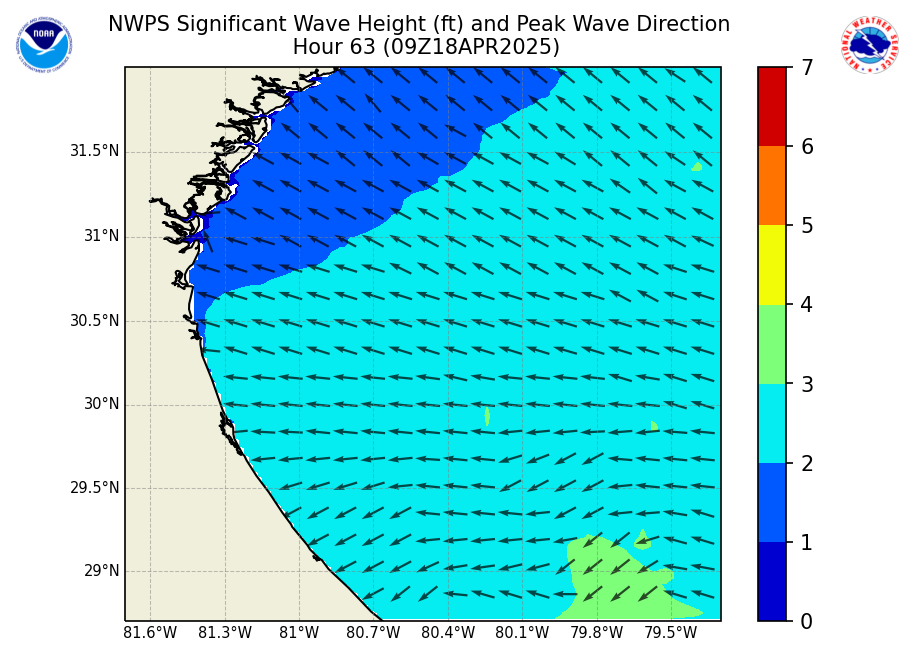 NWPS Significant Wave Height (ft) and Peak Wave Direction
Hour 63 (09Z18APR2025)
NOAA
NATIONAL WEATHER SERVICE
7
6
5
4
3
2
1
0
31.5°N
31°N
30.5°N
30°N
29.5°N
29°N
81.6°W 81.3°W 81°W 80.7°W 80.4°W 80.1°W 79.8°W 79.5°W